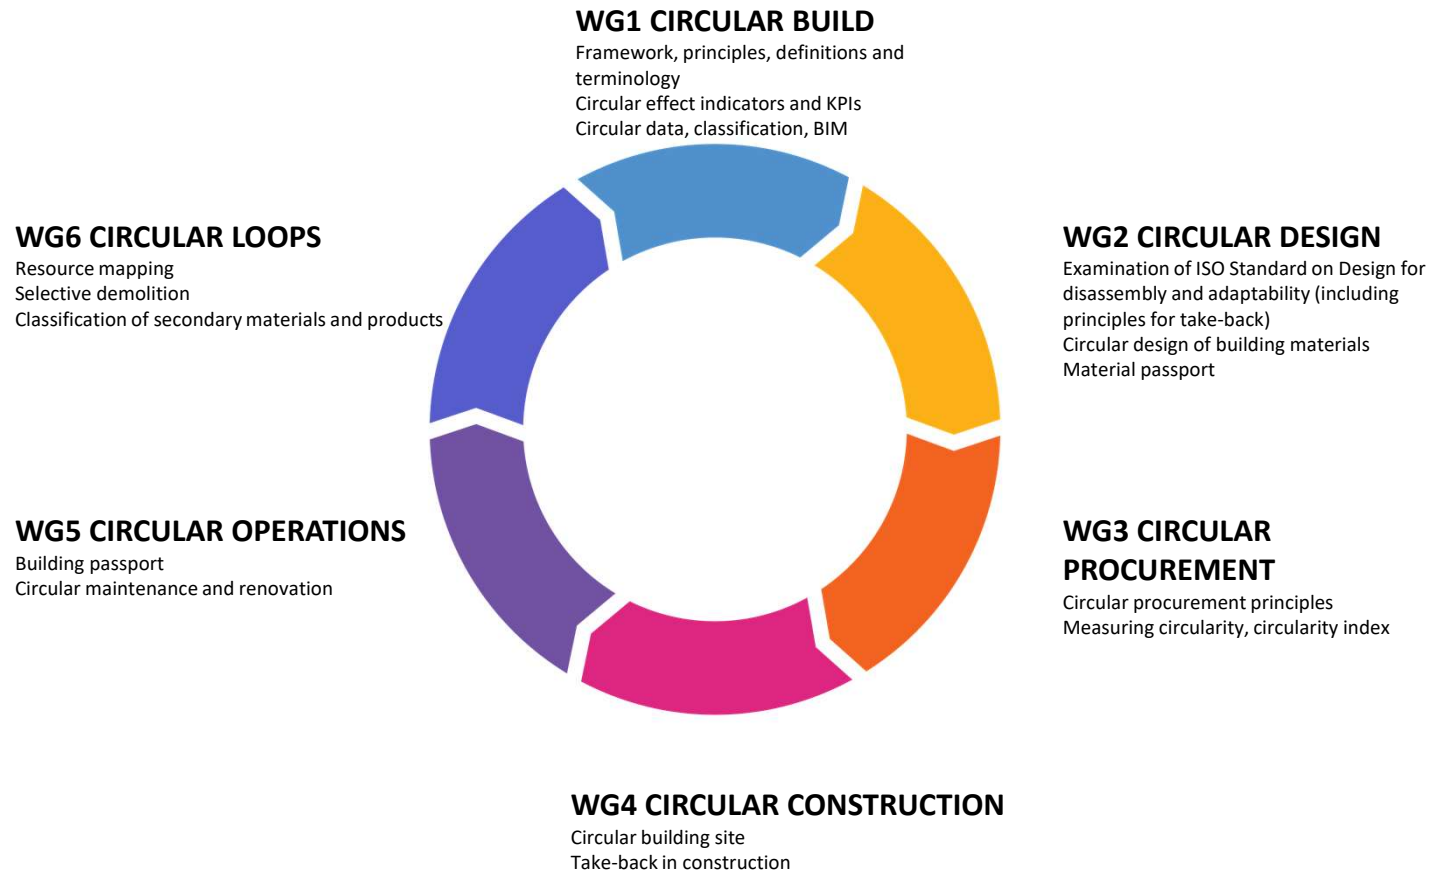 WG1 CIRCULAR BUILD
Framework, principles, definitions and
terminology
Circular effect indicators and KPIs
Circular data, classification, BIM
WG2 CIRCULAR DESIGN
Examination of ISO Standard on Design for
disassembly and adaptability (including
principles for take-back)
Circular design of building materials
Material passport
WG3 CIRCULAR
PROCUREMENT
Circular procurement principles
Measuring circularity, circularity index
WG4 CIRCULAR CONSTRUCTION
Circular building site
Take-back in construction
WG5 CIRCULAR OPERATIONS
Building passport
Circular maintenance and renovation
WG6 CIRCULAR LOOPS
Resource mapping
Selective demolition
Classification of secondary materials and products